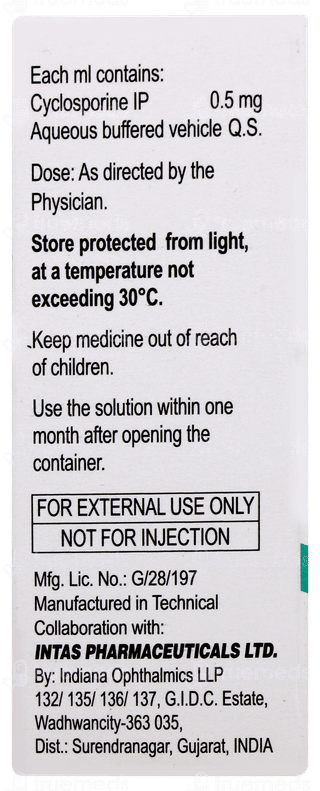 Each ml contains:
Cyclosporine IP 0.5 mg
Aqueous buffered vehicle Q.S.
Dose: As directed by the
Physician.
Store protected from light,
at a temperature not
exceeding 30°C.
Keep medicine out of reach
of children.
Use the solution within one
month after opening the
container.
FOR EXTERNAL USE ONLY
NOT FOR INJECTION
Mfg. Lic. No.: G/28/197
Manufactured in Technical
Collaboration with:
INTAS PHARMACEUTICALS LTD.
By: Indiana Ophthalmics LLP
132/ 135/ 136/ 137, G.I.D.C. Estate,
Wadhwancity-363 035,
Dist.: Surendranagar, Gujarat, INDIA